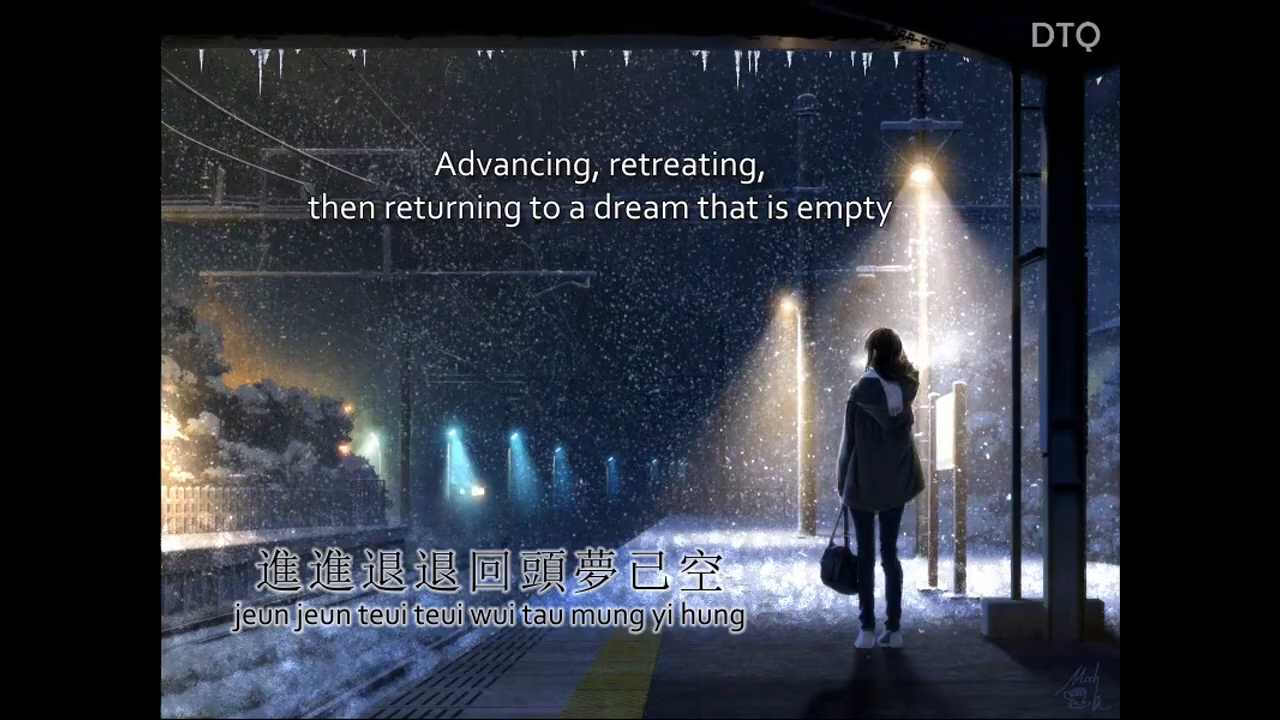 DTQ
Advancing, retreating,
then returning to a dream that is empty
進進退退回頭夢已空
jeun jeun teui teui wui tau mung yi hung